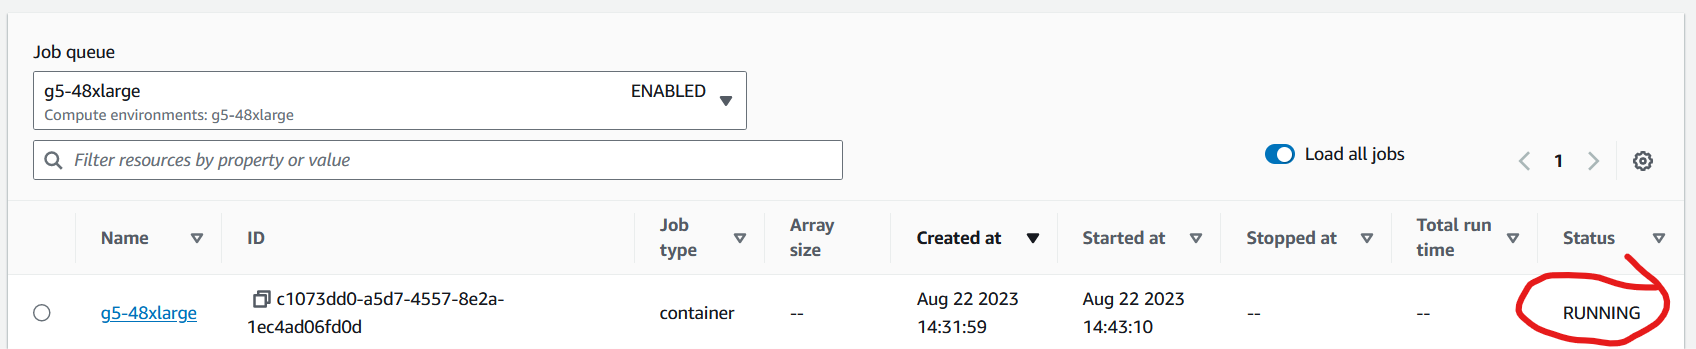 Job queue
g5-48xlarge ENABLED
Compute environments: g5-48xlarge
Filter resources by property or value
Load all jobs
1
Name ID Job type Array size Created at Started at Stopped at Total run time Status
g5-48xlarge c1073dd0-a5d7-4557-8e2a-1ec4ad06fd0d container -- Aug 22 2023 14:31:59 Aug 22 2023 14:43:10 -- -- RUNNING